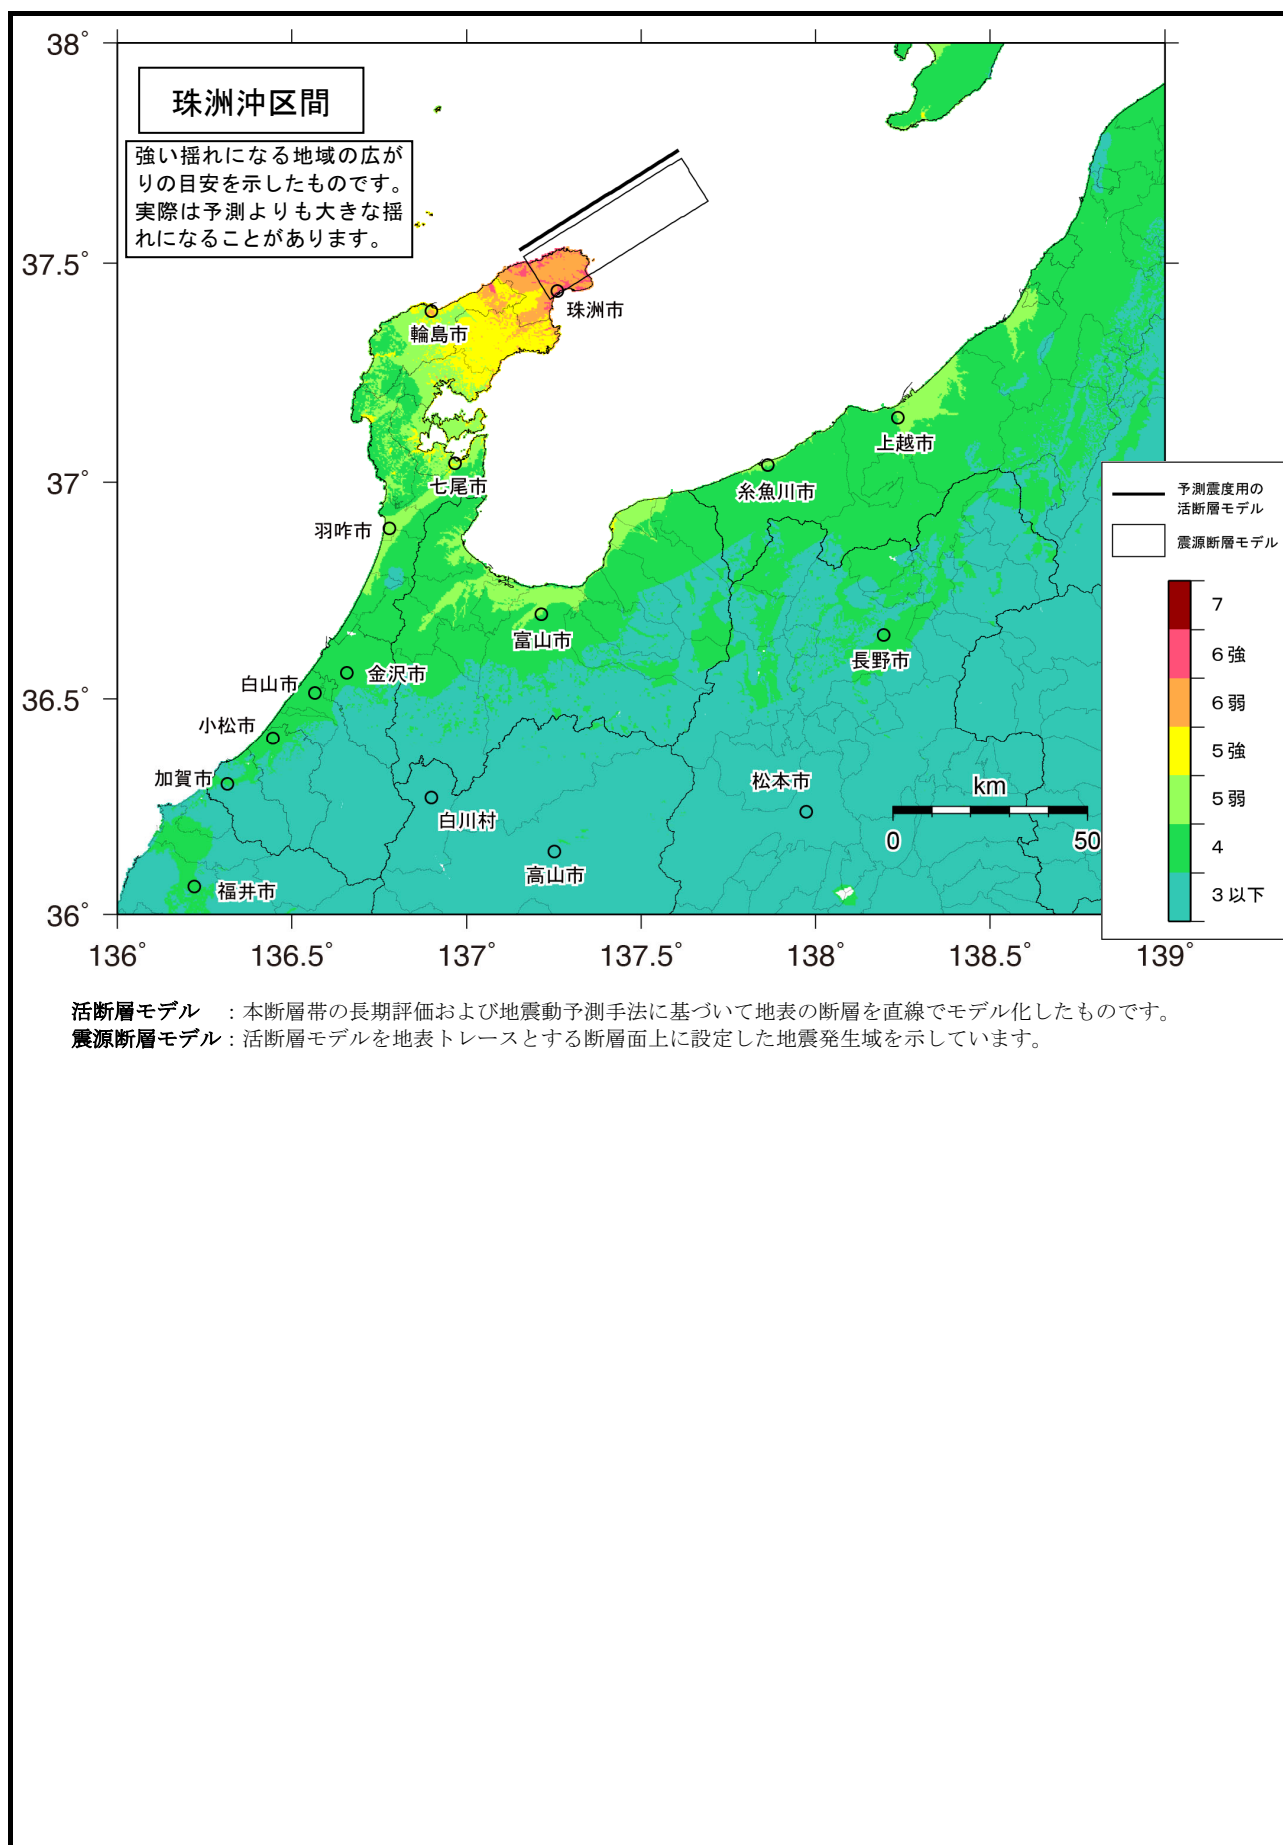 38°
珠洲沖区間
強い揺れになる地域の広が
りの目安を示したものです。
実際は予測よりも大きな揺
れになることがあります。
37.5°
珠洲市
輪島市
上越市
37°
七尾市
糸魚川市
予測震度用の
活断層モデル
羽咋市
震源断層モデル
7
富山市
6強
長野市
金沢市
白山市
36.5°
6弱
小松市
5強
加賀市
松本市
km
白川村
5弱
0
50
4
高山市
福井市
3以下
36°
136°
136.5°
137°
137.5°
138°
138.5°
139°
活断層モデル　：本断層帯の長期評価および地震動予測手法に基づいて地表の断層を直線でモデル化したものです。
震源断層モデル：活断層モデルを地表トレースとする断層面上に設定した地震発生域を示しています。